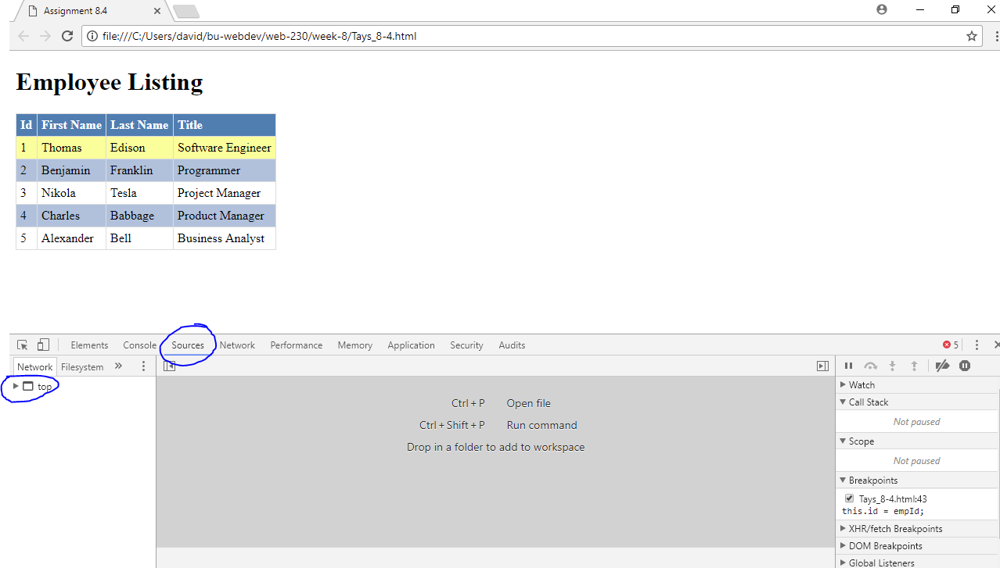 Assignment 8.4
file:///C:/Users/david/bu-webdev/web-230/week-8/Tays_8-4.html
Employee Listing
Id First Name Last Name Title
1 Thomas Edison Software Engineer
2 Benjamin Franklin Programmer
3 Nikola Tesla Project Manager
4 Charles Babbage Product Manager
5 Alexander Bell Business Analyst
Elements Console Sources Network Performance Memory Application Security Audits 5
Network Filesystem »
top
Ctrl + P Open file
Ctrl + Shift + P Run command
Drop in a folder to add to workspace
Watch
Call Stack
Not paused
Scope
Not paused
Breakpoints
Tays_8-4.html:43
this.id = empId;
XHR/fetch Breakpoints
DOM Breakpoints
Global Listeners